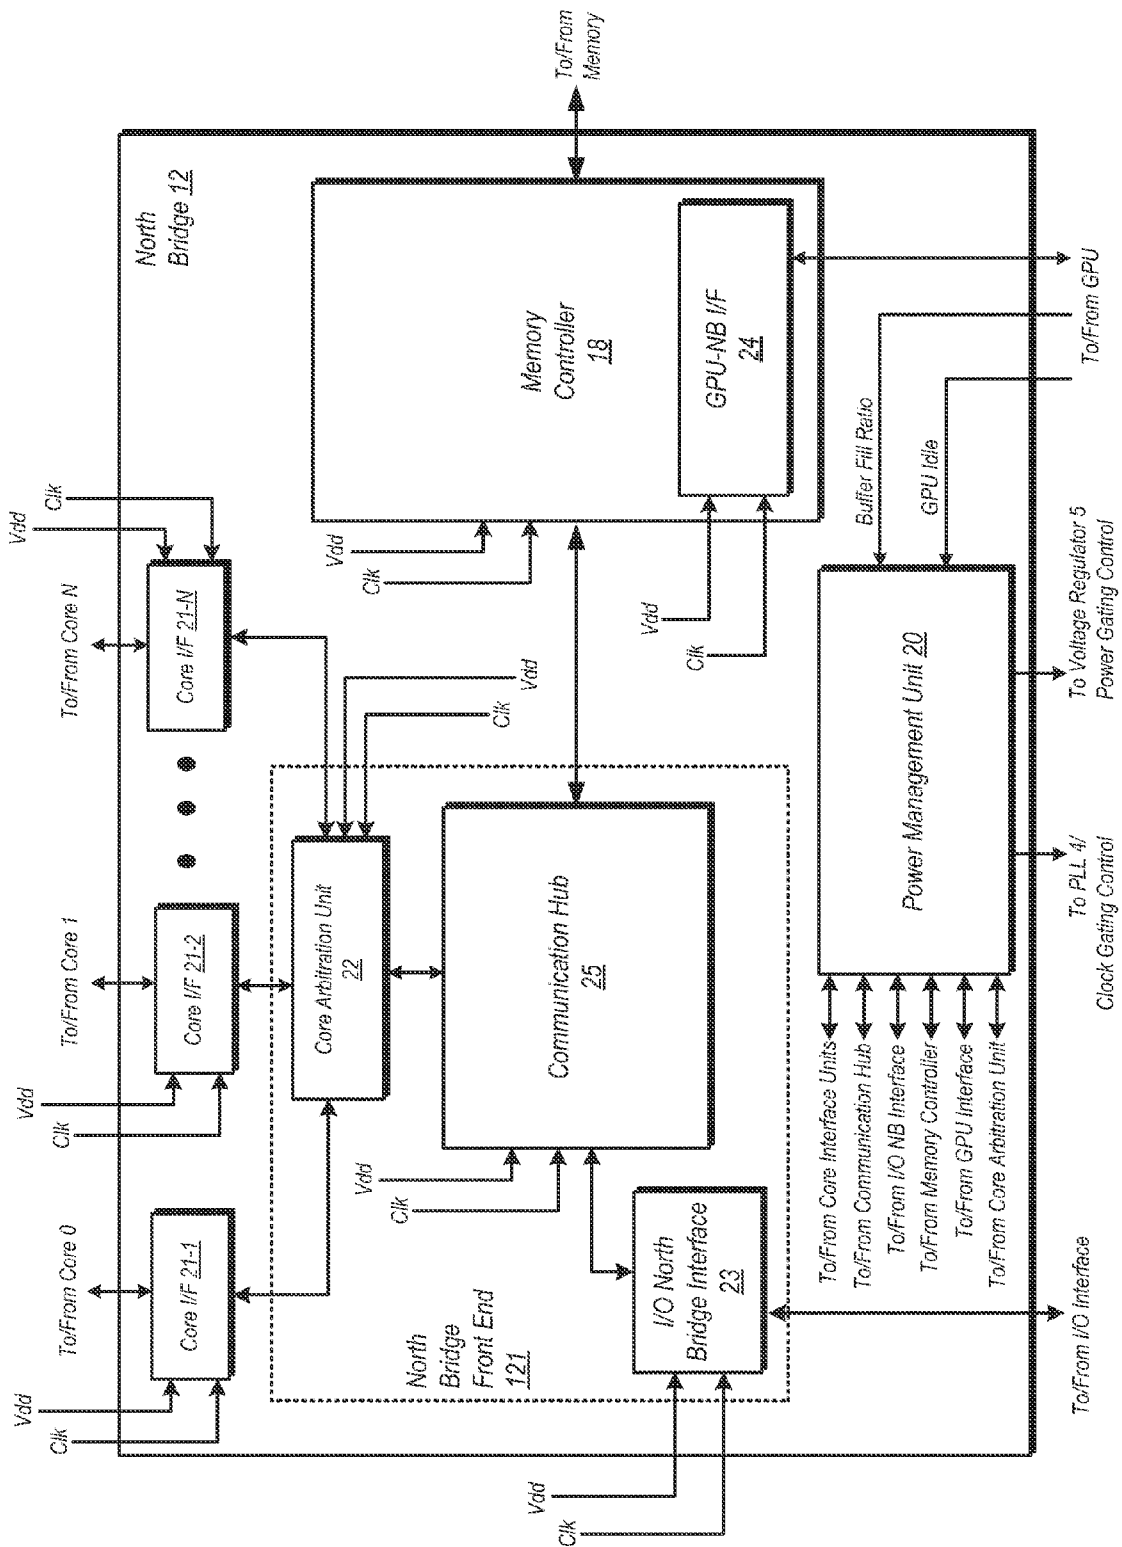 To/From Core 0
To/From Core 1
To/From Core N
Vdd
Clk
Vdd
Clk
Vdd
Clk
Core I/F 21-1
Core I/F 21-2
Core I/F 21-N
North
Bridge 12
Core Arbitration Unit
22
Vdd
Clk
North
Bridge
Front End
121
Vdd
Clk
Communication Hub
25
Vdd
Clk
Memory
Controller
18
To/From
Memory
Vdd
Clk
GPU-NB I/F
24
Vdd
Clk
I/O North
Bridge Interface
23
Buffer Fill Ratio
GPU Idle
Power Management Unit 20
To/From Core Interface Units
To/From Communication Hub
To/From I/O NB Interface
To/From Memory Controller
To/From GPU Interface
To/From Core Arbitration Unit
To/From I/O Interface
To PLL 4/
Clock Gating Control
To Voltage Regulator 5
Power Gating Control
To/From GPU